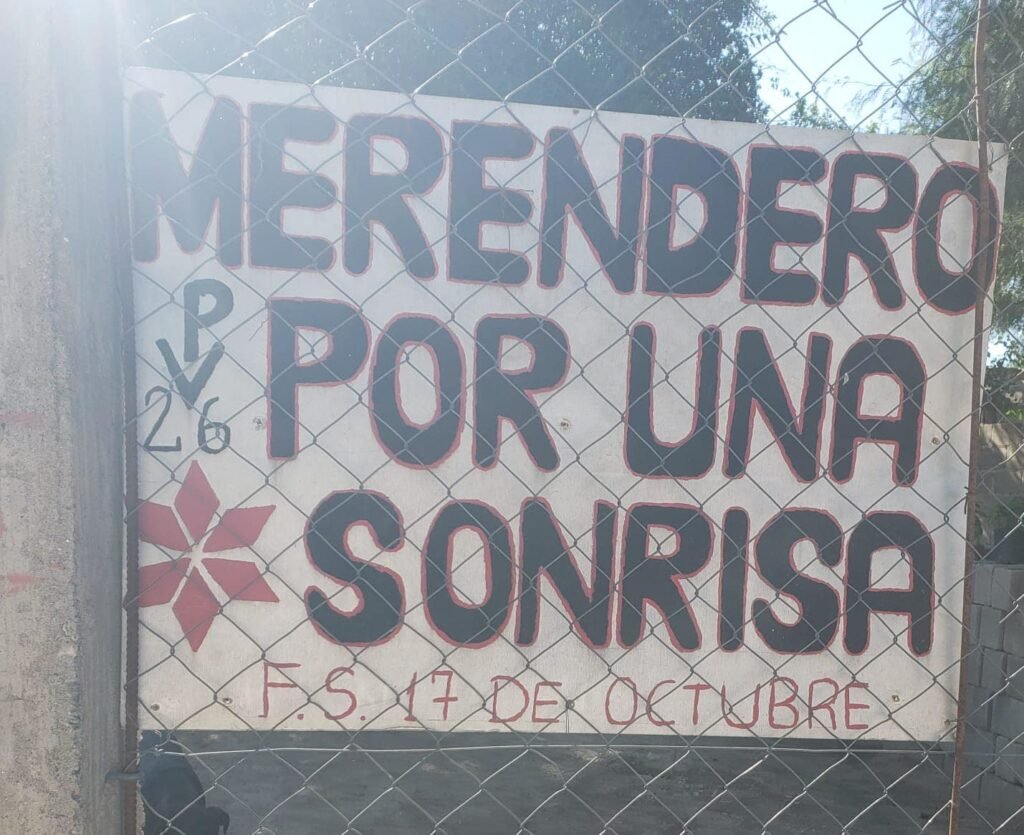 MERENDERO
P
V
26
POR UNA
SONRISA
F.S. 17 DE OCTUBRE